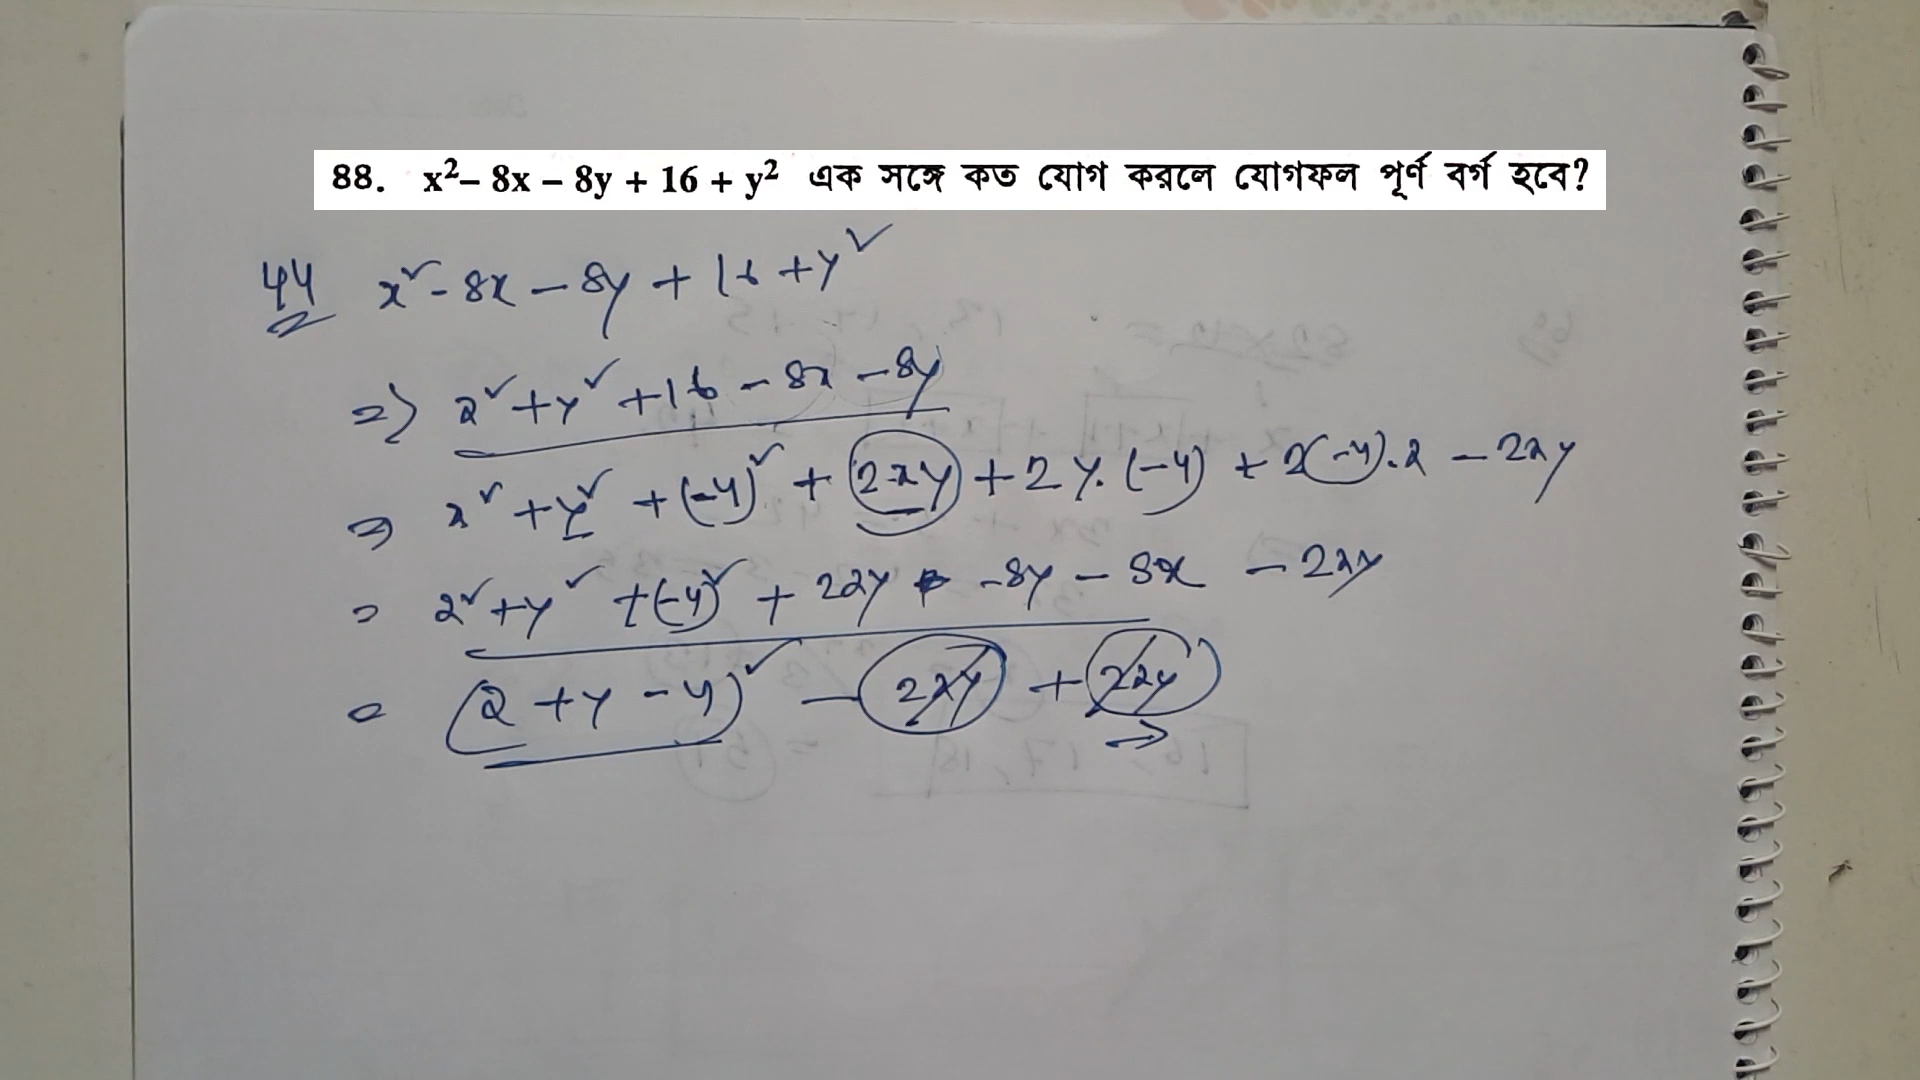 88. x²– 8x – 8y + 16 + y² এক সঙ্গে কত যোগ করলে যোগফল পূর্ণ বর্গ হবে?
44 x² - 8x - 8y + 16 + y²
=> x² + y² + 16 - 8x - 8y
=> x² + y² + (-4)² + 2xy + 2y.(-4) + 2(-4).x - 2xy
= x² + y² + (-4)² + 2xy - 8y - 8x - 2xy
= (x + y - 4)² - 2xy + 2xy